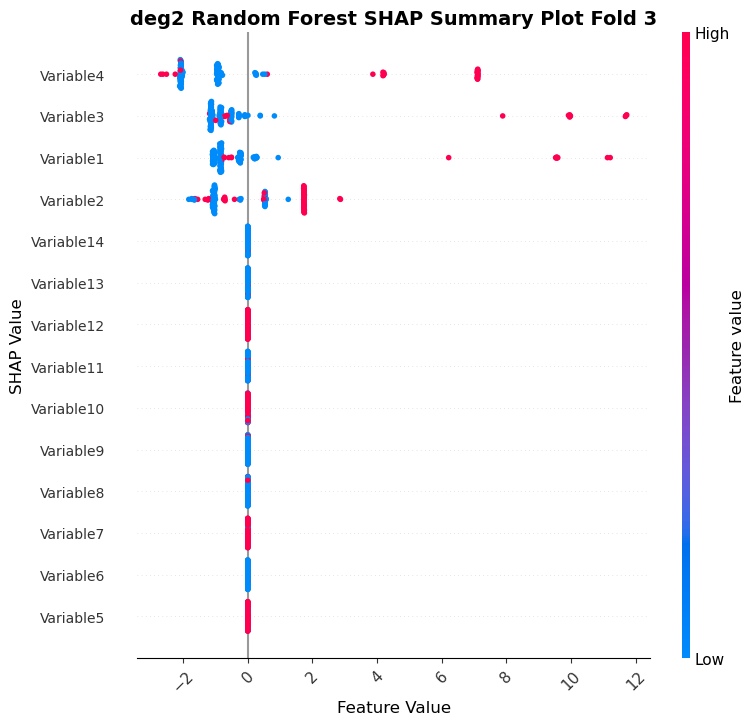 deg2 Random Forest SHAP Summary Plot Fold 3
High
Variable4
Variable3
Variable1
Variable2
Variable14
Variable13
Variable12
Variable11
Variable10
Variable9
Variable8
Variable7
Variable6
Variable5
SHAP Value
Feature value
Low
−2
0
2
4
6
8
10
12
Feature Value